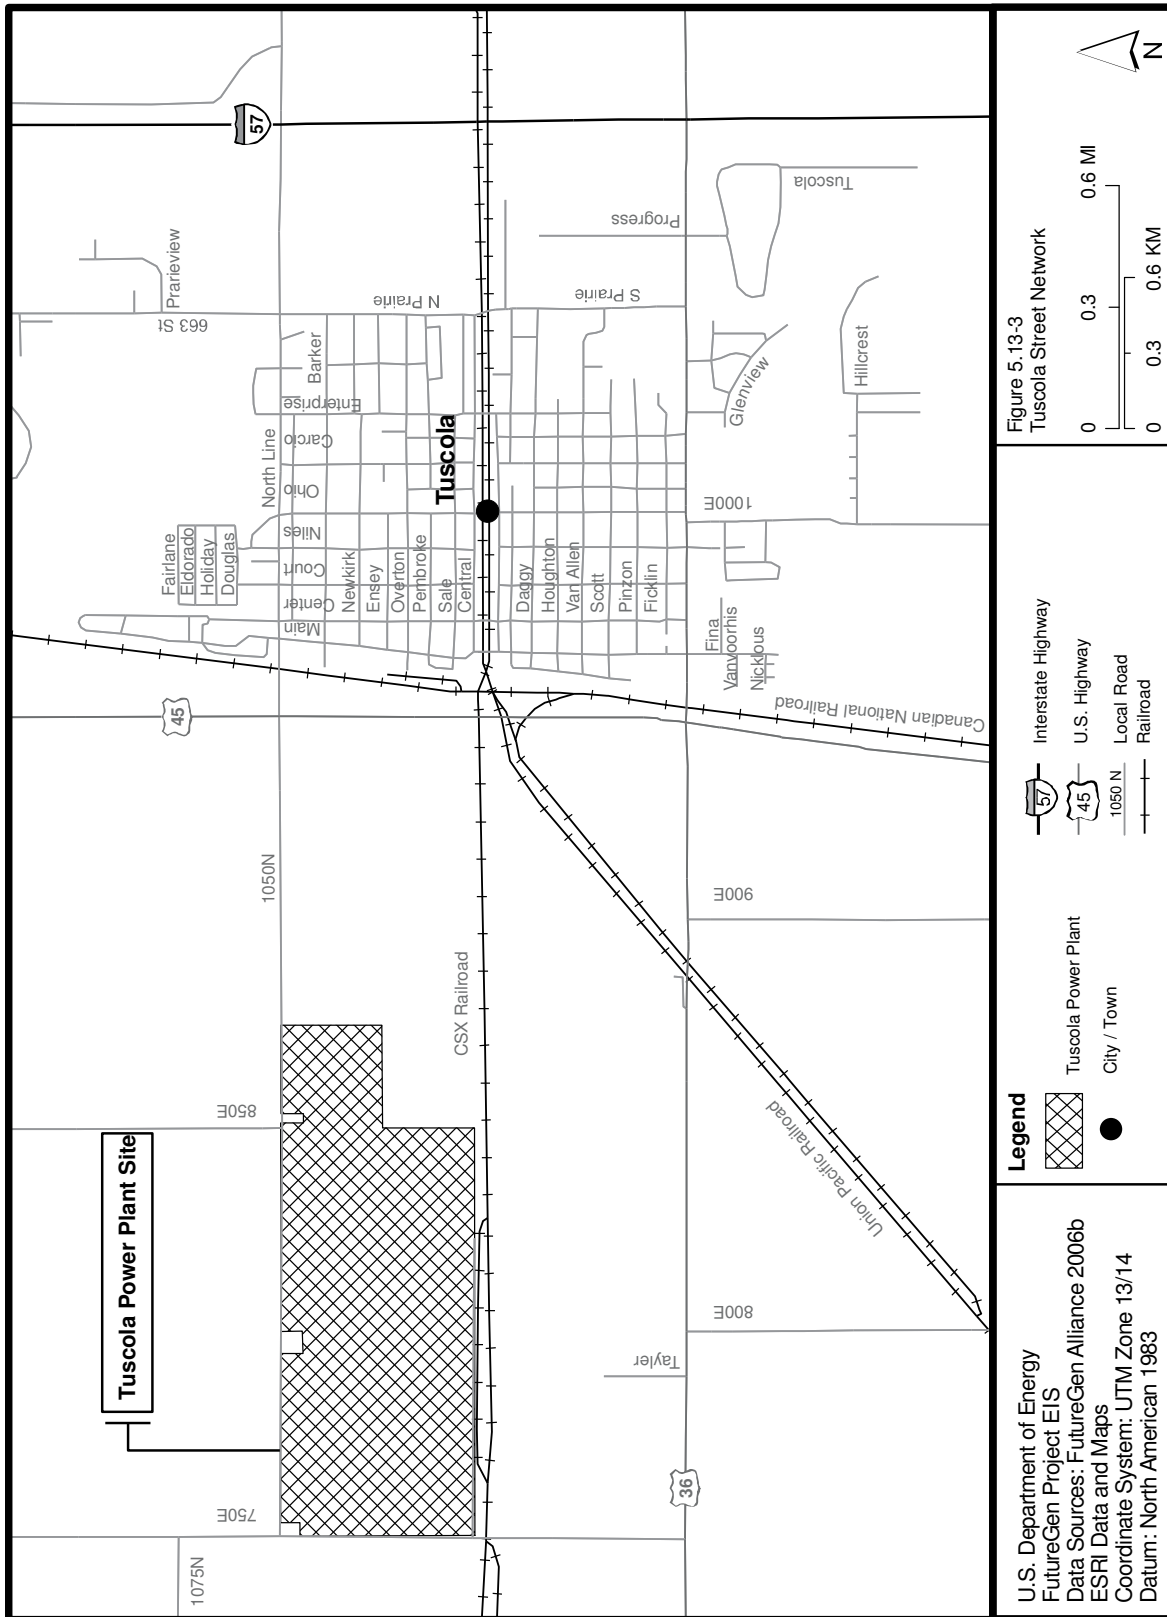 Tuscola Power Plant Site
1075N
750E
850E
1050N
CSX Railroad
Tayler
36
800E
Union Pacific Railroad
900E
45
Canadian National Railroad
Fairlane
Eldorado
Holiday
Douglas
North Line
Main
Center
Court
Niles
Ohio
Carcio
Enterprise
Barker
663 St
Prarieview
N Prairie
S Prairie
57
Newkirk
Ensey
Overton
Pembroke
Sale
Central
Tuscola
Daggy
Houghton
Van Allen
Scott
Pinzon
Ficklin
Fina
Vanvoorhis
Nicklous
1000E
Glenview
Hillcrest
Progress
Tuscola
U.S. Department of Energy
FutureGen Project EIS
Data Sources: FutureGen Alliance 2006b
ESRI Data and Maps
Coordinate System: UTM Zone 13/14
Datum: North American 1983
Legend
Tuscola Power Plant
City / Town
57 Interstate Highway
45 U.S. Highway
1050 N Local Road
Railroad
Figure 5.13-3
Tuscola Street Network
0 0.3 0.6 MI
0 0.3 0.6 KM
N